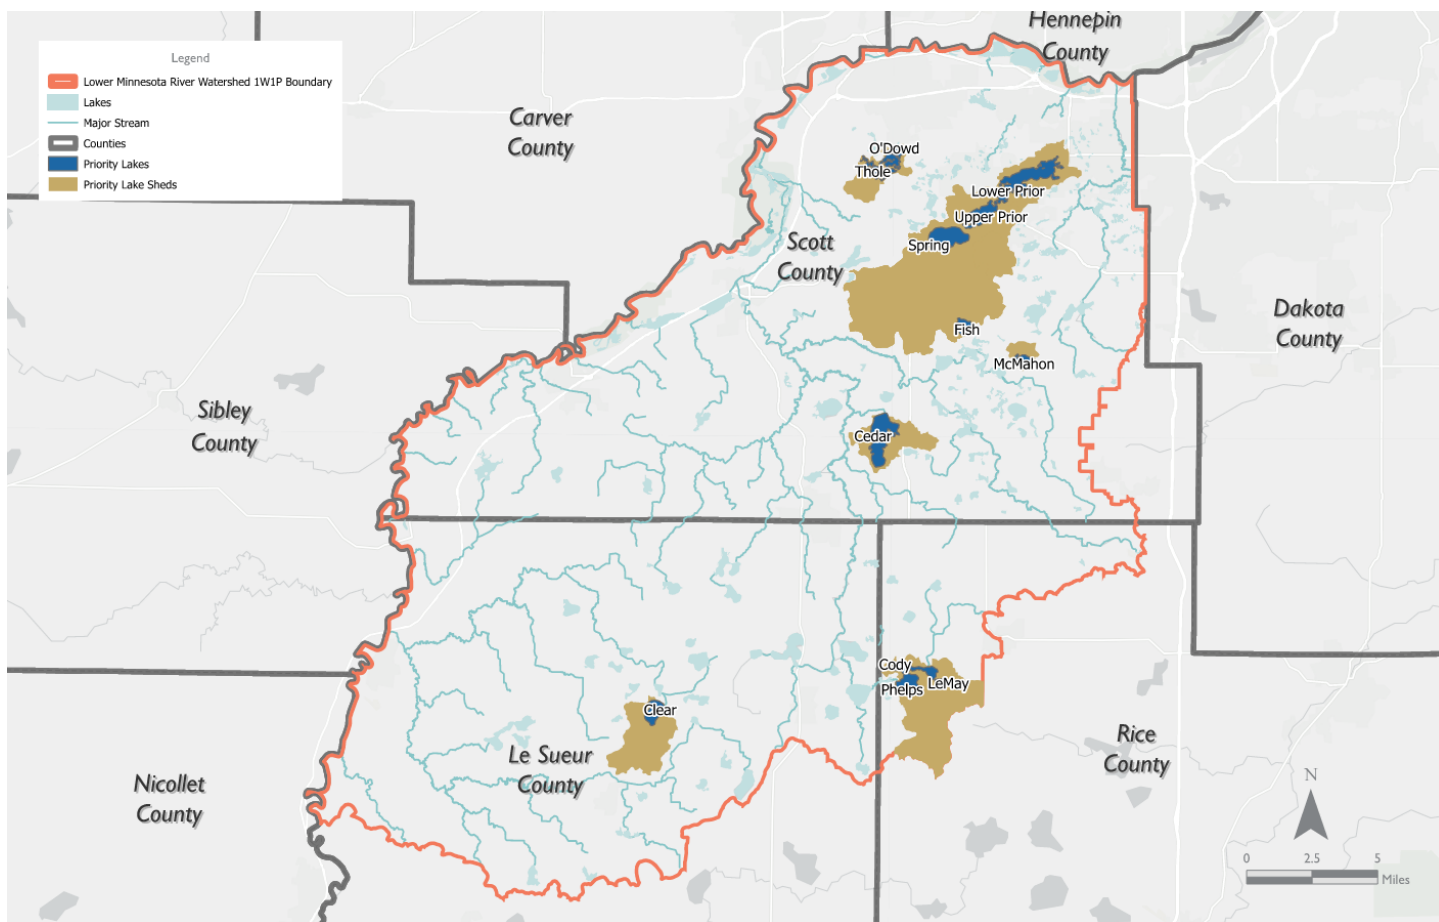 Hennepin
County
Legend
Lower Minnesota River Watershed 1W1P Boundary
Lakes
Major Stream
Counties
Priority Lakes
Priority Lake Sheds
Carver
County
O'Dowd
Thole
Lower Prior
Upper Prior
Spring
Scott
County
Fish
McMahon
Dakota
County
Sibley
County
Cedar
Cody
Phelps
LeMay
Clear
Le Sueur
County
Rice
County
Nicollet
County
N
0 2.5 5
Miles